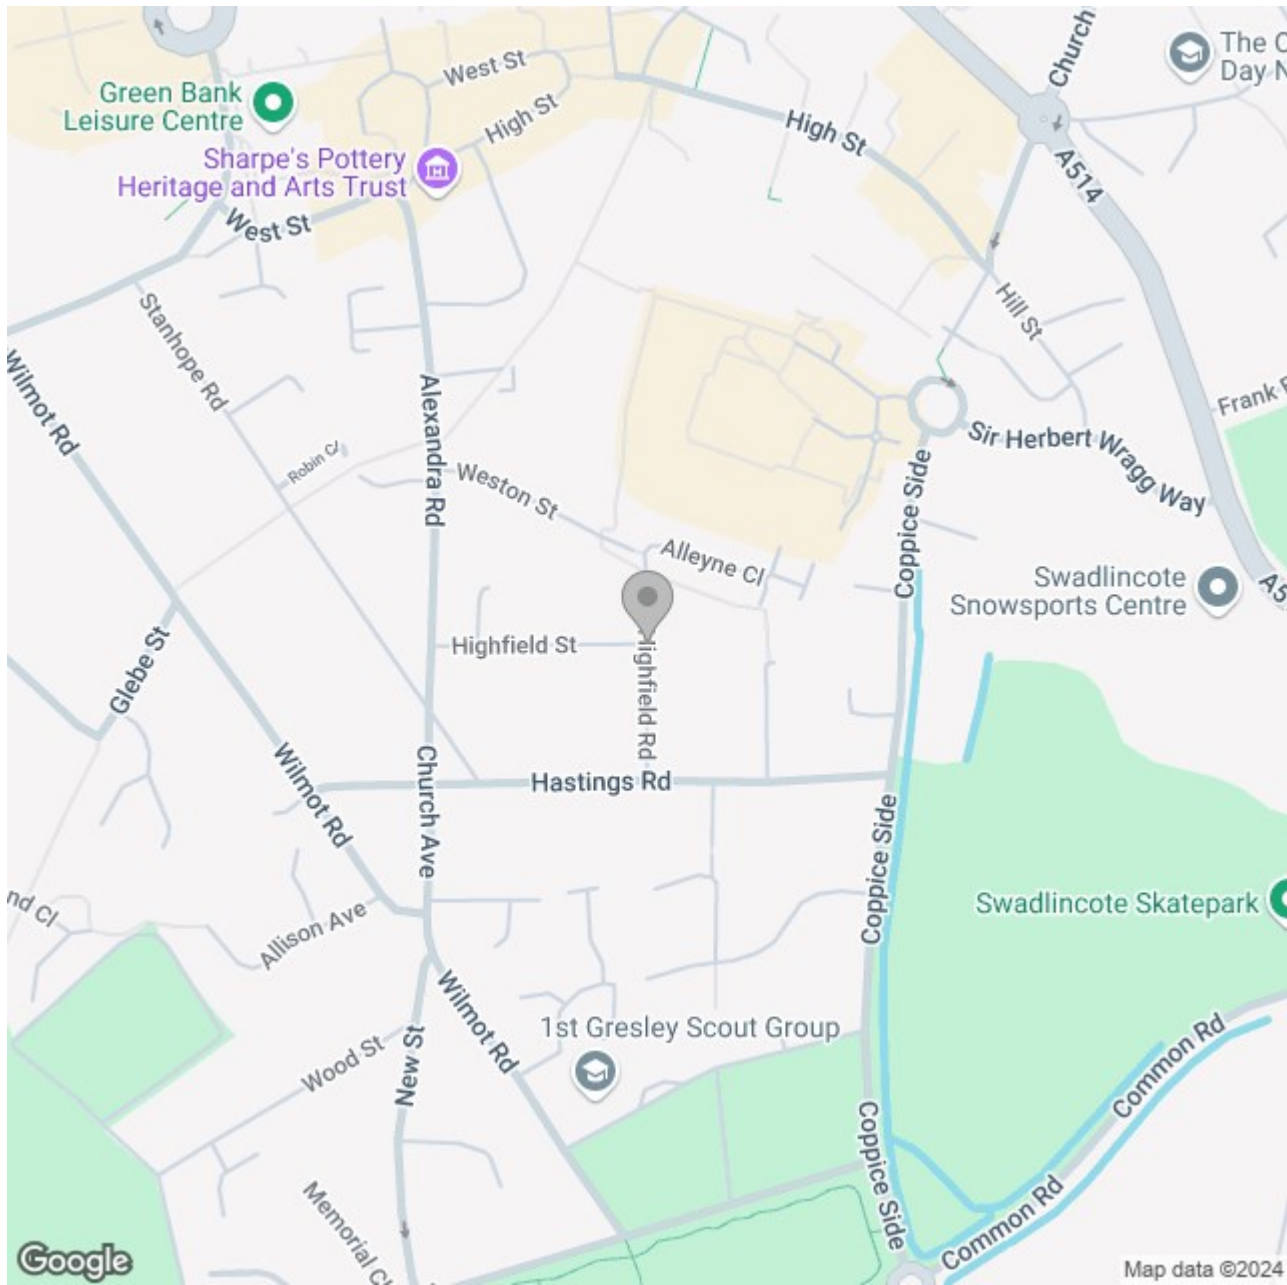 Church
The
Day
West St
Green Bank
Leisure Centre
High St
High St
Sharpe's Pottery
Heritage and Arts Trust
A514
West St
Hill St
Stanhope Rd
Wilmot Rd
Alexandra Rd
Frank
Sir Herbert Wragg Way
Robin Cl
Weston St
Coppice Side
Alleyne Cl
Swadlincote
Snowsports Centre
Highfield St
Highfield Rd
Glebe St
Wilmot Rd
Church Ave
Hastings Rd
Coppice Side
Swadlincote Skatepark
nd Cl
Allison Ave
Wilmot Rd
1st Gresley Scout Group
Wood St
New St
Common Rd
Coppice Side
Memorial
Common Rd
Google
Map data ©2024